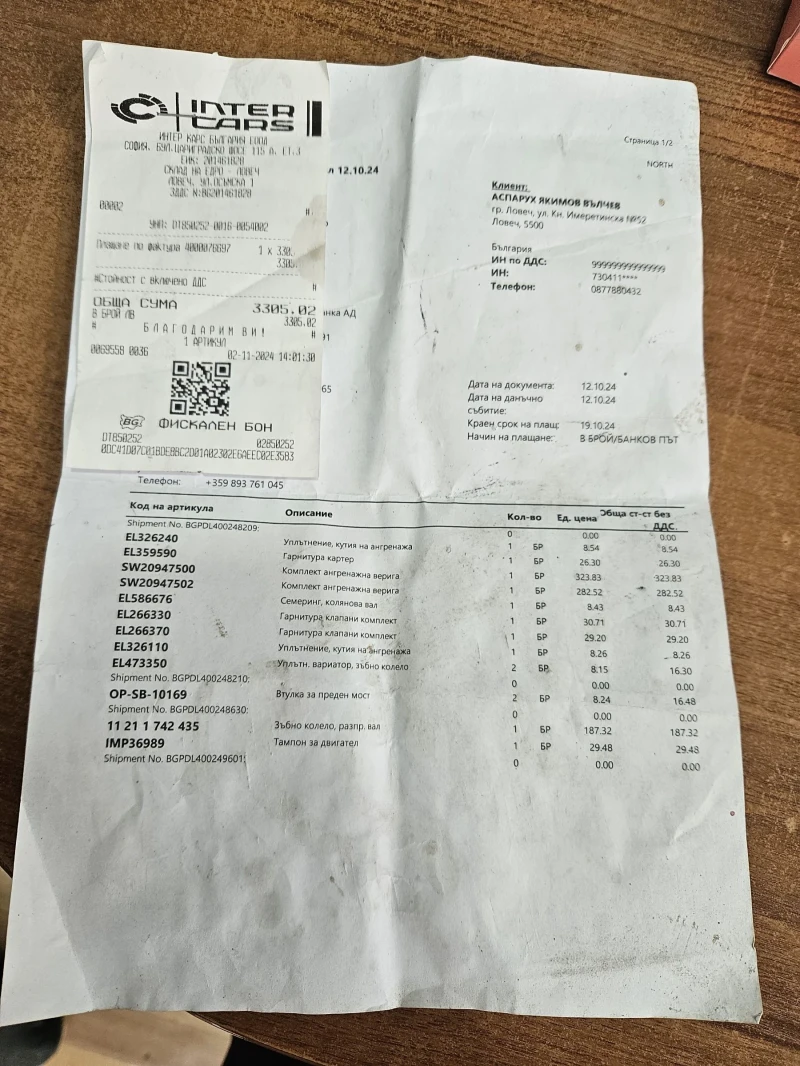 INTER
CARS
ИНТЕР КАРС БЪЛГАРИЯ ЕООД
СОФИЯ, БУЛ.ЦАРИГРАДСКО ШОСЕ 115 А, ЕТ.3
ЕИК: 201461828
СКЛАД НА ЕДРО - ЛОВЕЧ
ЛОВЕЧ, УЛ.ОСЪМСКА 1
ЗДДС N:BG201461828
00002 #
УНП: DT850252-0016-0054002
Плащане по фактура 4000076697 1 x 330
3305.
#Стойност с включено ДДС #
ОБЩА СУМА 3305.02
В БРОЙ ЛВ 3305.02
# БЛАГОДАРИМ ВИ! #
1 АРТИКУЛ
0069558 0036 02-11-2024 14:01:30
BG ФИСКАЛЕН БОН
DT850252 02850252
Страница 1/2
NORTH
л 12.10.24
Клиент:
АСПАРУХ ЯКИМОВ ВЪЛЧЕВ
гр. Ловеч, ул. Кн. Имеретинска №52
Ловеч, 5500
България
ИН по ДДС: 999999999999999
ИН: 730411****
Телефон: 0877880432
нка АД
91
65
Дата на документа: 12.10.24
Дата на данъчно събитие: 12.10.24
Краен срок на плащ: 19.10.24
Начин на плащане: В БРОЙ/БАНКОВ ПЪТ
Телефон: +359 893 761 045
Код на артикула Описание Кол-во Ед. цена Обща ст-ст без ДДС
Shipment No. BGPDL400248209: 0 0.00 0.00
EL326240 Уплътнение, кутия на ангренажа 1 БР 8.54 8.54
EL359590 Гарнитура картер 1 БР 26.30 26.30
SW20947500 Комплект ангренажна верига 1 БР 323.83 323.83
SW20947502 Комплект ангренажна верига 1 БР 282.52 282.52
EL586676 Семеринг, колянова вал 1 БР 8.43 8.43
EL266330 Гарнитура клапани комплект 1 БР 30.71 30.71
EL266370 Гарнитура клапани комплект 1 БР 29.20 29.20
EL326110 Уплътнение, кутия на ангренажа 1 БР 8.26 8.26
EL473350 Уплътн. вариатор, зъбно колело 2 БР 8.15 16.30
Shipment No. BGPDL400248210: 0 0.00 0.00
OP-SB-10169 Втулка за преден мост 2 БР 8.24 16.48
Shipment No. BGPDL400248630: 0 0.00 0.00
11 21 1 742 435 Зъбно колело, разпр. вал 1 БР 187.32 187.32
IMP36989 Тампон за двигател 1 БР 29.48 29.48
Shipment No. BGPDL400249601: 0 0.00 0.00